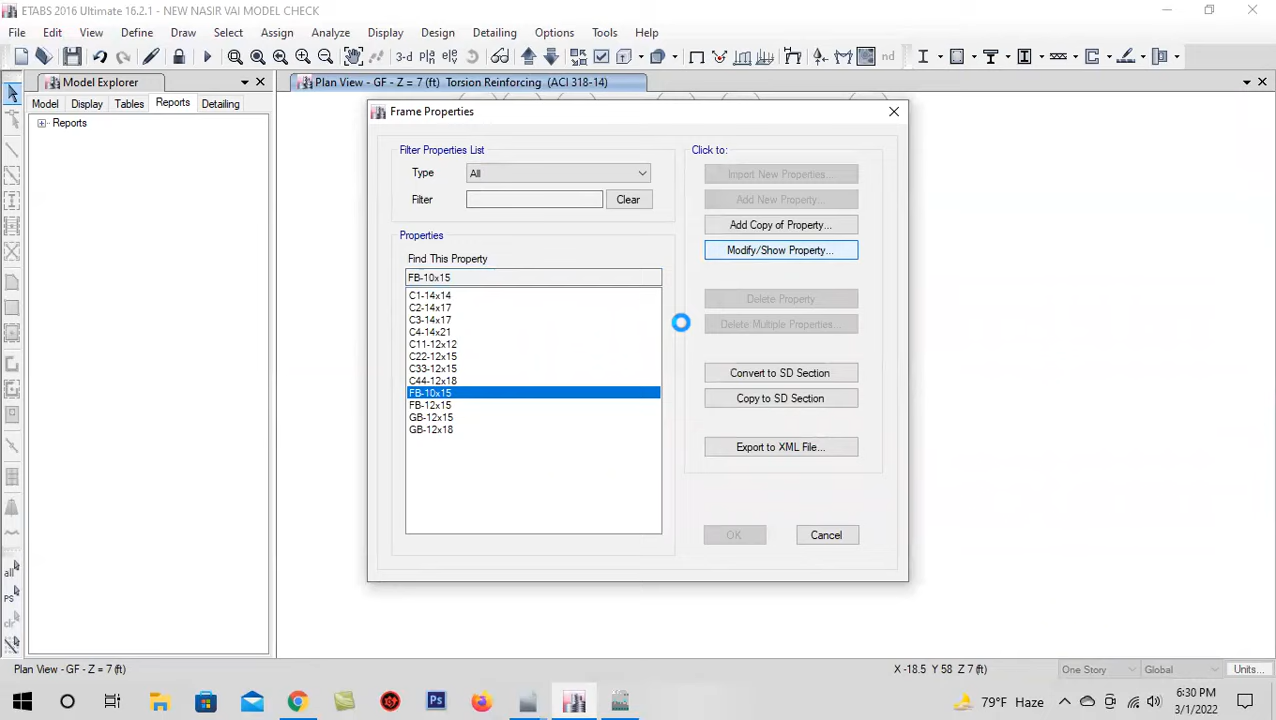 ETABS 2016 Ultimate 16.2.1 - NEW NASIR VAI MODEL CHECK
File Edit View Define Draw Select Assign Analyze Display Design Detailing Options Tools Help
3-d nd
Model Explorer
Plan View - GF - Z = 7 (ft) Torsion Reinforcing (ACI 318-14)
Model Display Tables Reports Detailing
Reports
all
PS
clr
Frame Properties
Filter Properties List
Type All
Filter Clear
Properties
Find This Property
FB-10x15
C1-14x14
C2-14x17
C3-14x17
C4-14x21
C11-12x12
C22-12x15
C33-12x15
C44-12x18
FB-10x15
FB-12x15
GB-12x15
GB-12x18
Click to:
Import New Properties...
Add New Property...
Add Copy of Property...
Modify/Show Property...
Delete Property
Delete Multiple Properties...
Convert to SD Section
Copy to SD Section
Export to XML File...
OK Cancel
Plan View - GF - Z = 7 (ft) X -18.5 Y 58 Z 7 (ft) One Story Global Units...
Ps 79°F Haze 6:30 PM
3/1/2022